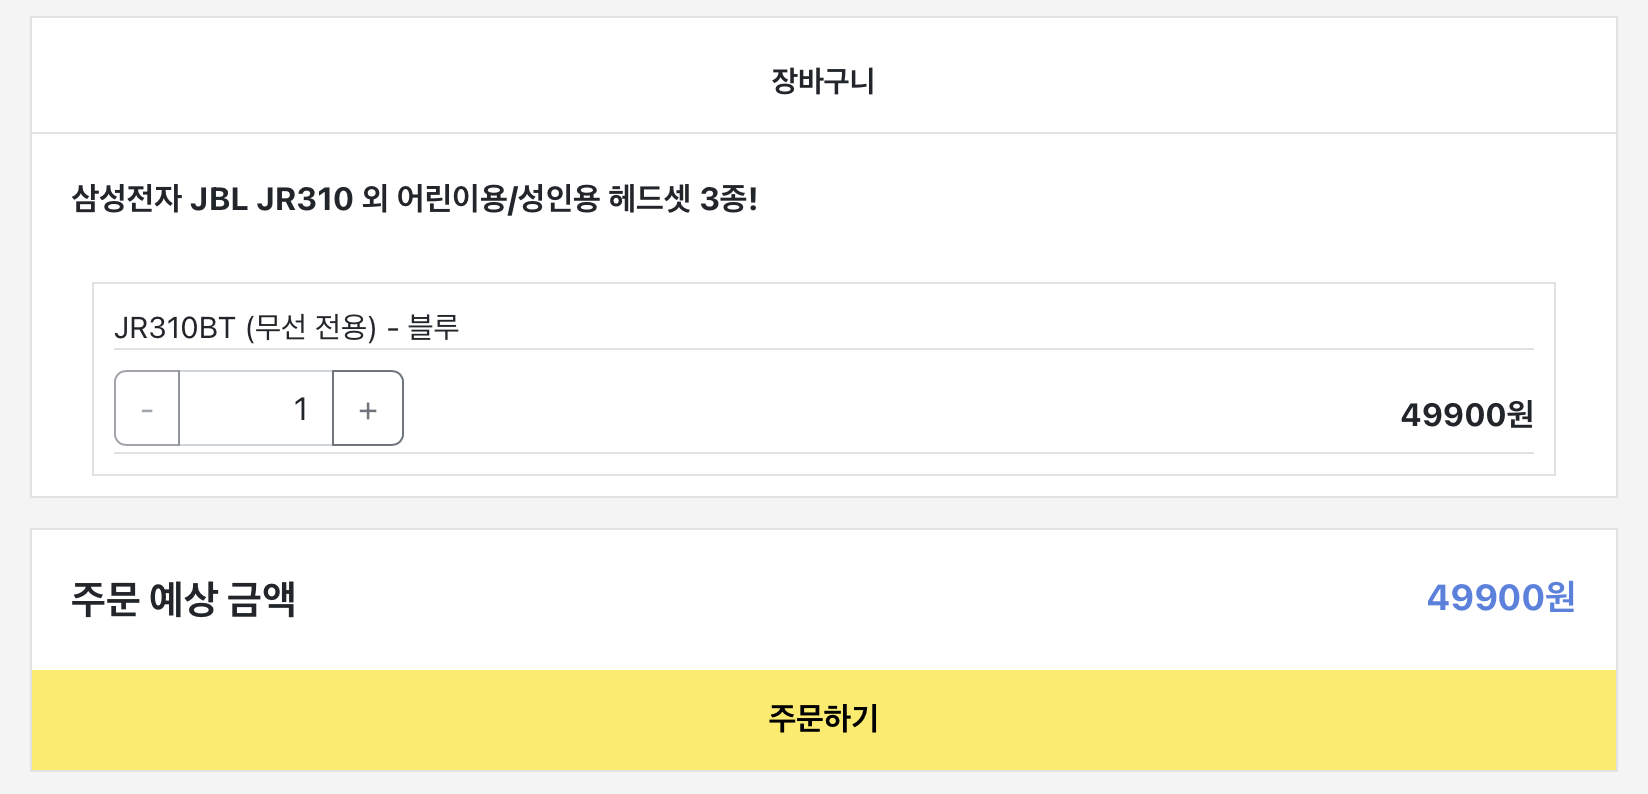 장바구니
삼성전자 JBL JR310 외 어린이용/성인용 헤드셋 3종!
JR310BT (무선 전용) - 블루
- 1 + 49900원
주문 예상 금액 49900원
주문하기